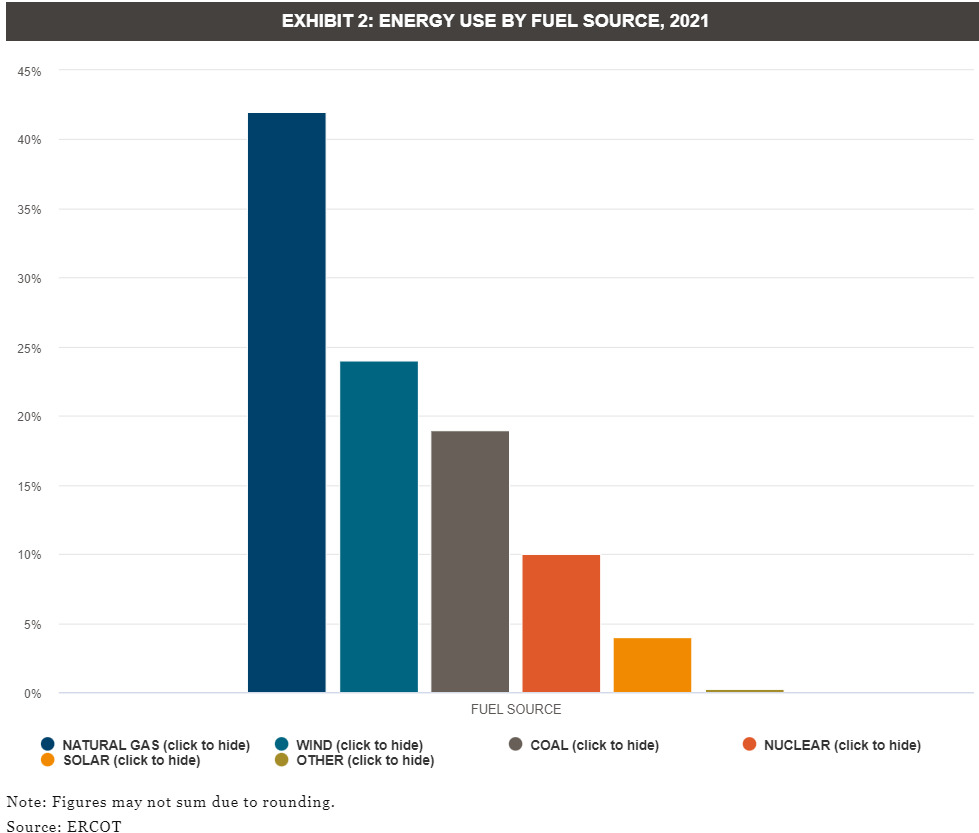 EXHIBIT 2: ENERGY USE BY FUEL SOURCE, 2021
45%
40%
35%
30%
25%
20%
15%
10%
5%
0%
FUEL SOURCE
NATURAL GAS (click to hide) WIND (click to hide) COAL (click to hide) NUCLEAR (click to hide)
SOLAR (click to hide) OTHER (click to hide)
Note: Figures may not sum due to rounding.
Source: ERCOT